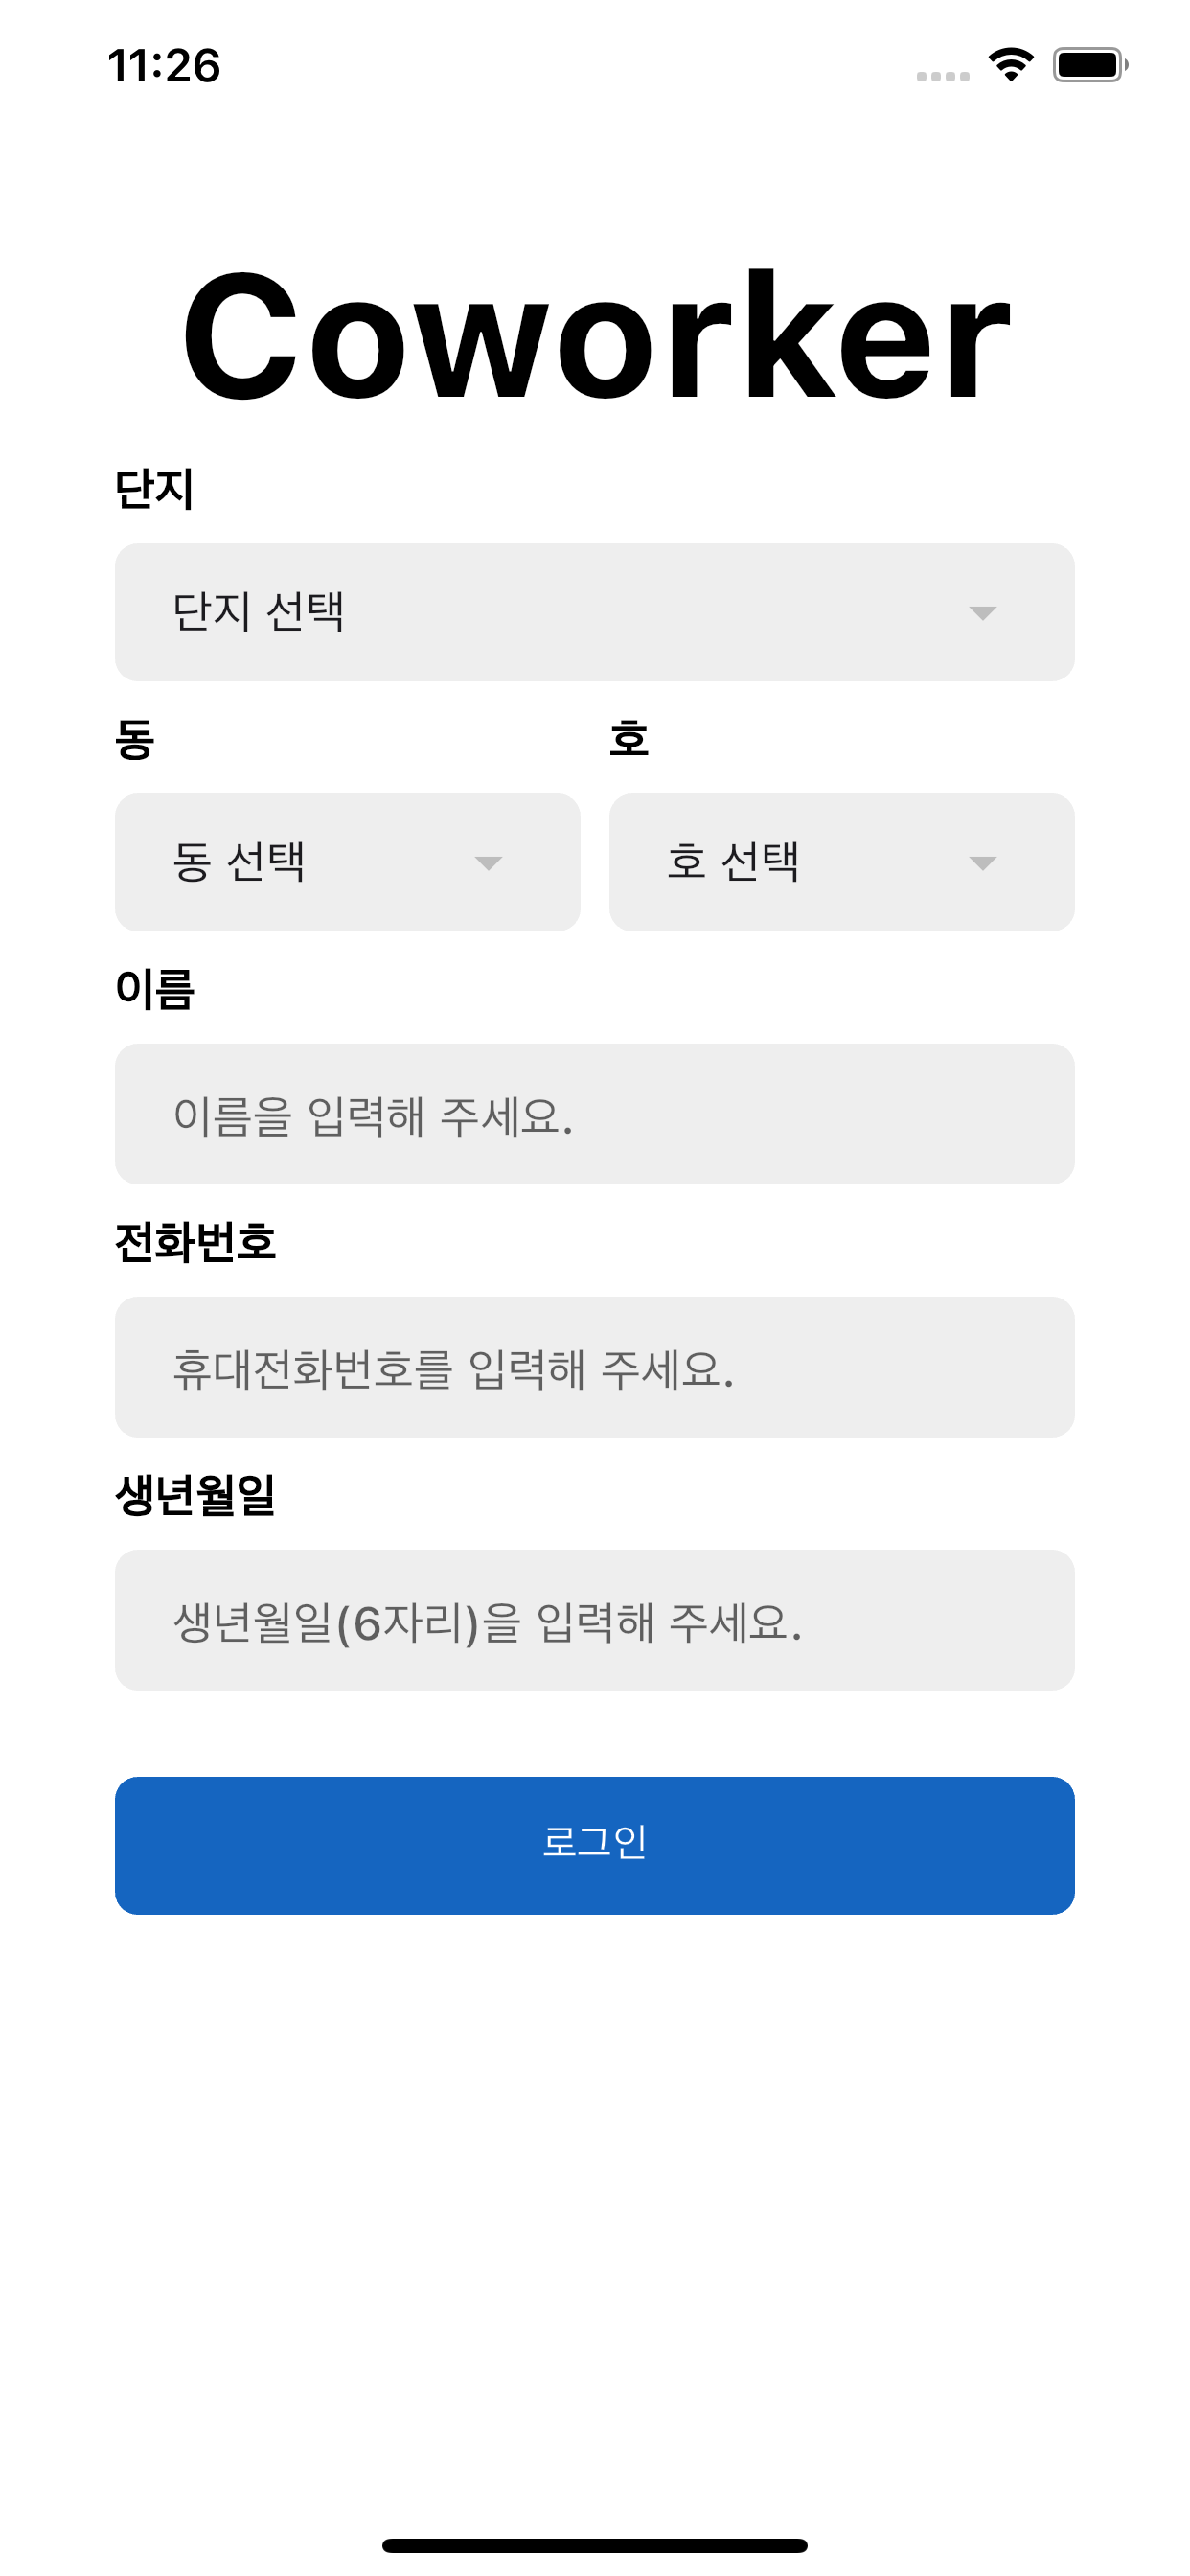 11:26
Coworker
단지
단지 선택
동 호
동 선택 호 선택
이름
이름을 입력해 주세요.
전화번호
휴대전화번호를 입력해 주세요.
생년월일
생년월일(6자리)을 입력해 주세요.
로그인